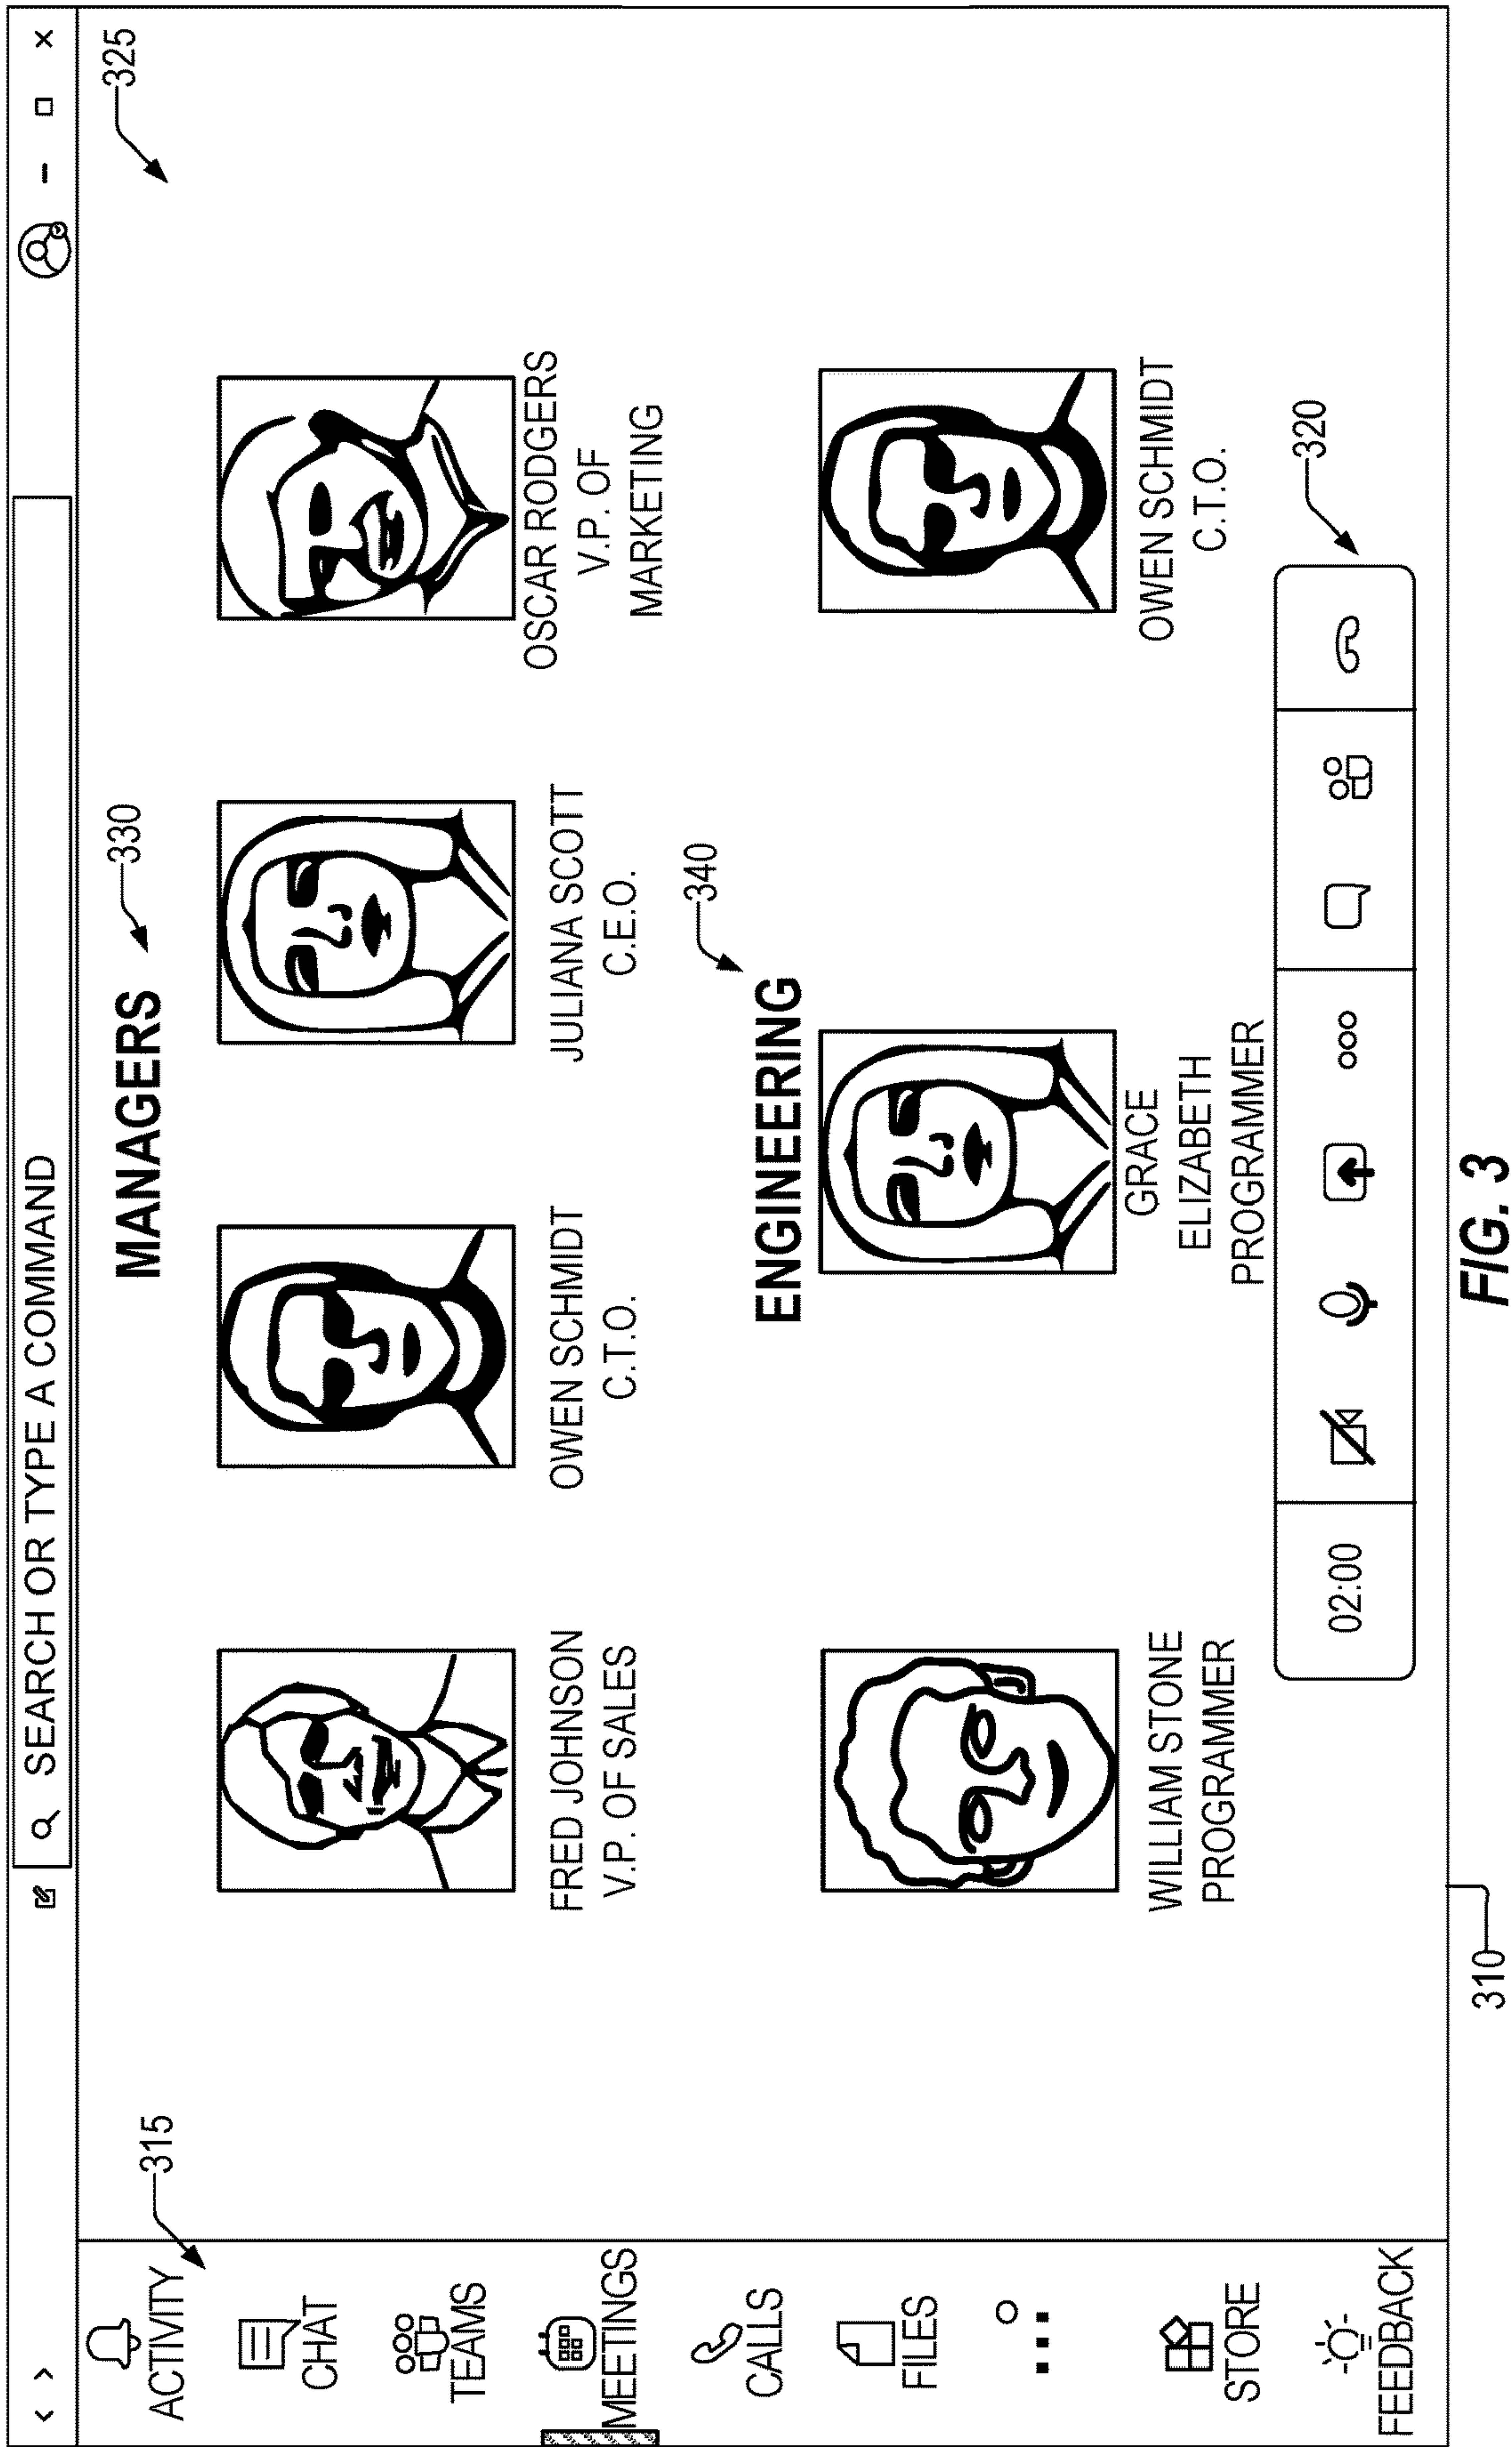 SEARCH OR TYPE A COMMAND
325
315
ACTIVITY
CHAT
TEAMS
MEETINGS
CALLS
FILES
STORE
FEEDBACK
MANAGERS
330
FRED JOHNSON
V.P. OF SALES
OWEN SCHMIDT
C.T.O.
JULIANA SCOTT
C.E.O.
OSCAR RODGERS
V.P. OF
MARKETING
ENGINEERING
340
WILLIAM STONE
PROGRAMMER
GRACE
ELIZABETH
PROGRAMMER
OWEN SCHMIDT
C.T.O.
320
02:00
310
FIG. 3